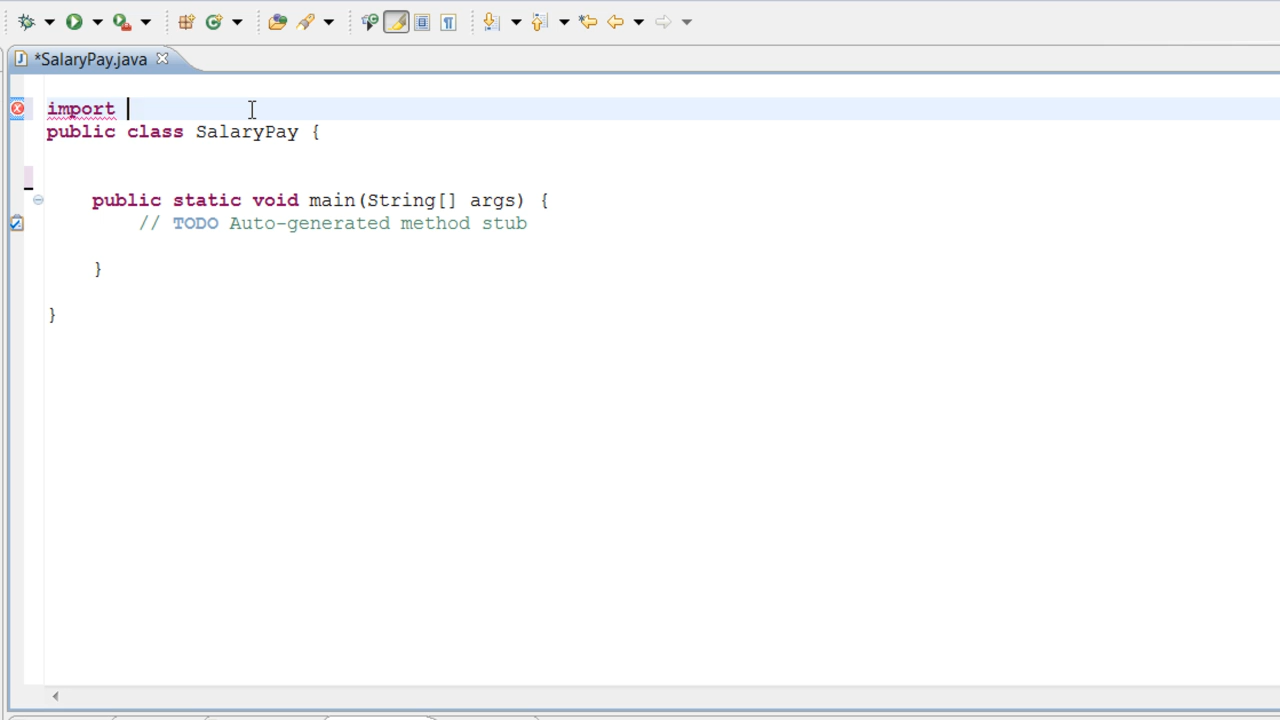 *SalaryPay.java
import
public class SalaryPay {
public static void main(String[] args) {
// TODO Auto-generated method stub
}
}